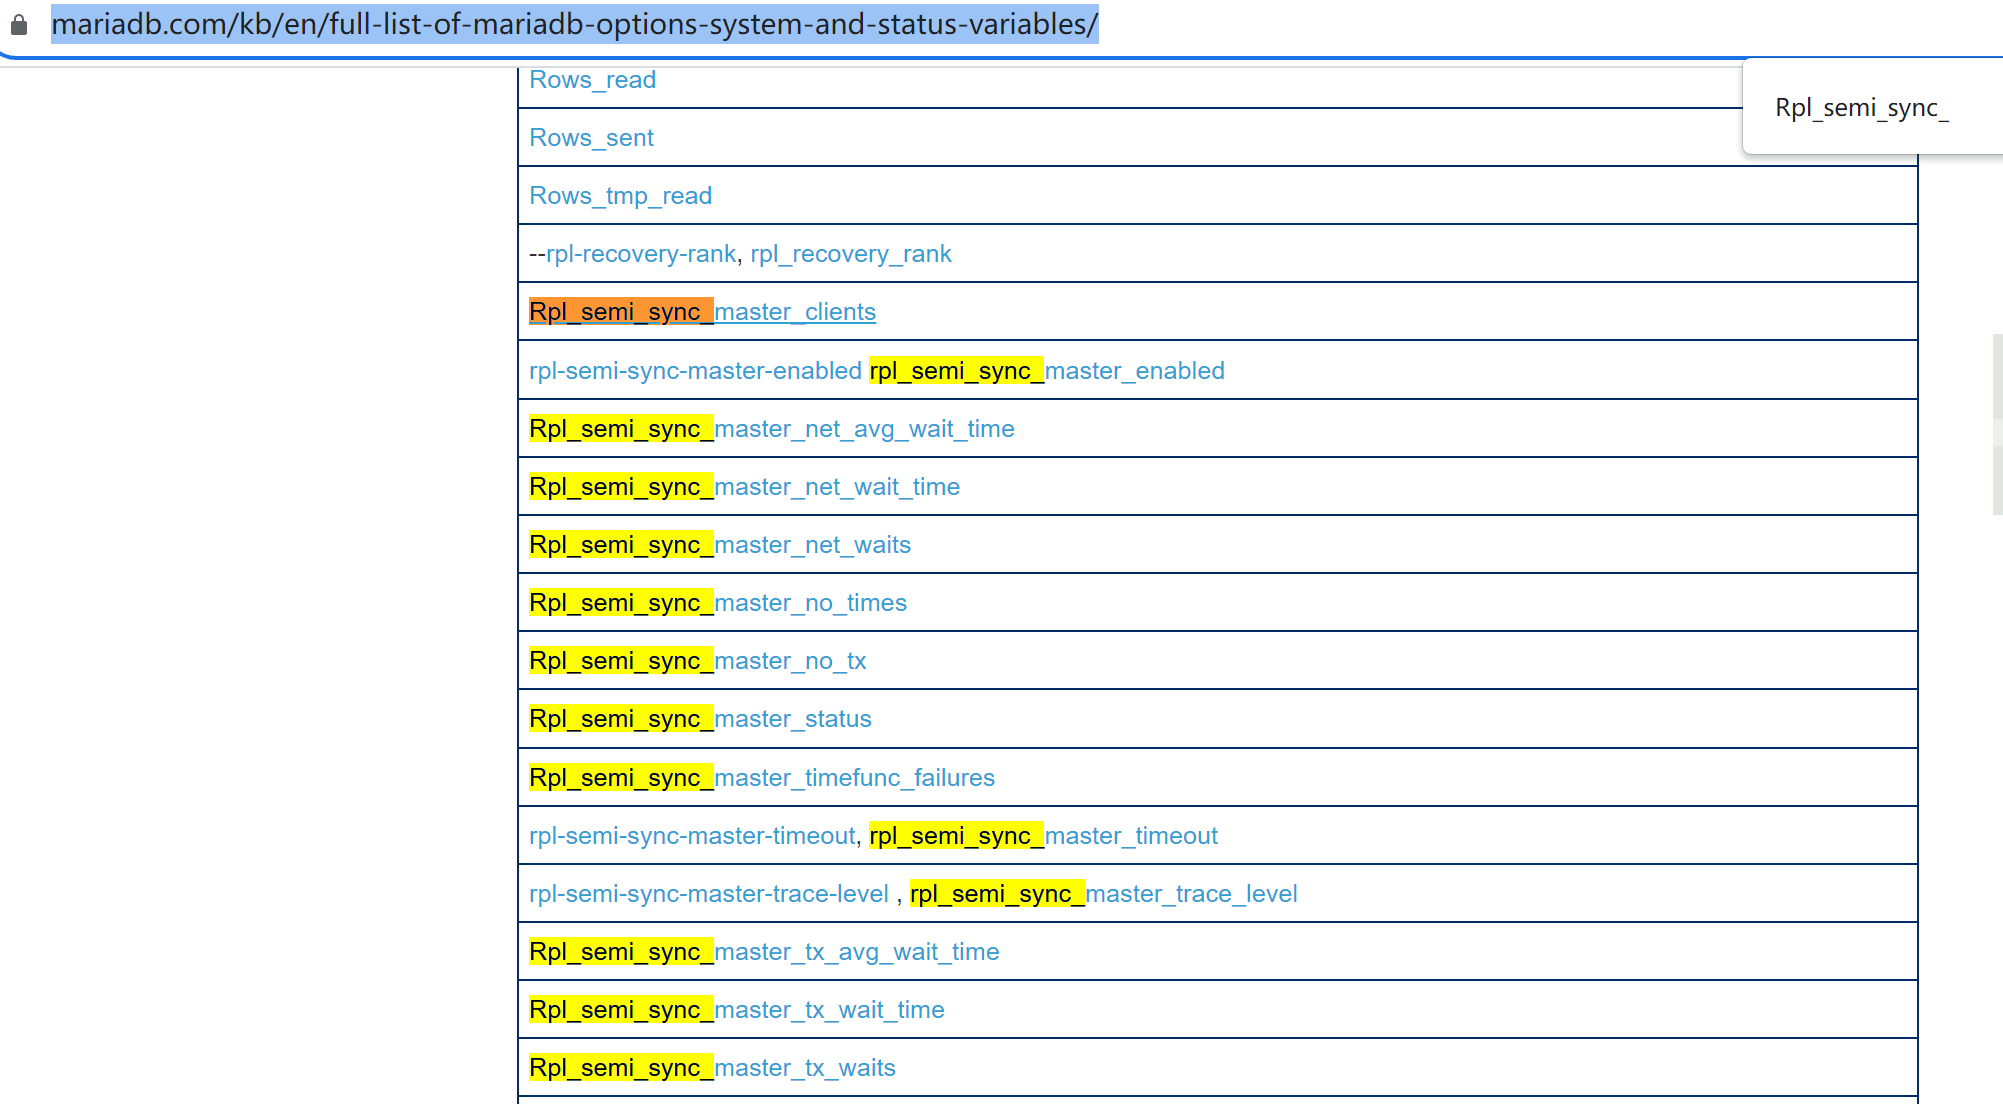 mariadb.com/kb/en/full-list-of-mariadb-options-system-and-status-variables/
Rpl_semi_sync_
Rows_read
Rows_sent
Rows_tmp_read
--rpl-recovery-rank, rpl_recovery_rank
Rpl_semi_sync_master_clients
rpl-semi-sync-master-enabled rpl_semi_sync_master_enabled
Rpl_semi_sync_master_net_avg_wait_time
Rpl_semi_sync_master_net_wait_time
Rpl_semi_sync_master_net_waits
Rpl_semi_sync_master_no_times
Rpl_semi_sync_master_no_tx
Rpl_semi_sync_master_status
Rpl_semi_sync_master_timefunc_failures
rpl-semi-sync-master-timeout, rpl_semi_sync_master_timeout
rpl-semi-sync-master-trace-level , rpl_semi_sync_master_trace_level
Rpl_semi_sync_master_tx_avg_wait_time
Rpl_semi_sync_master_tx_wait_time
Rpl_semi_sync_master_tx_waits